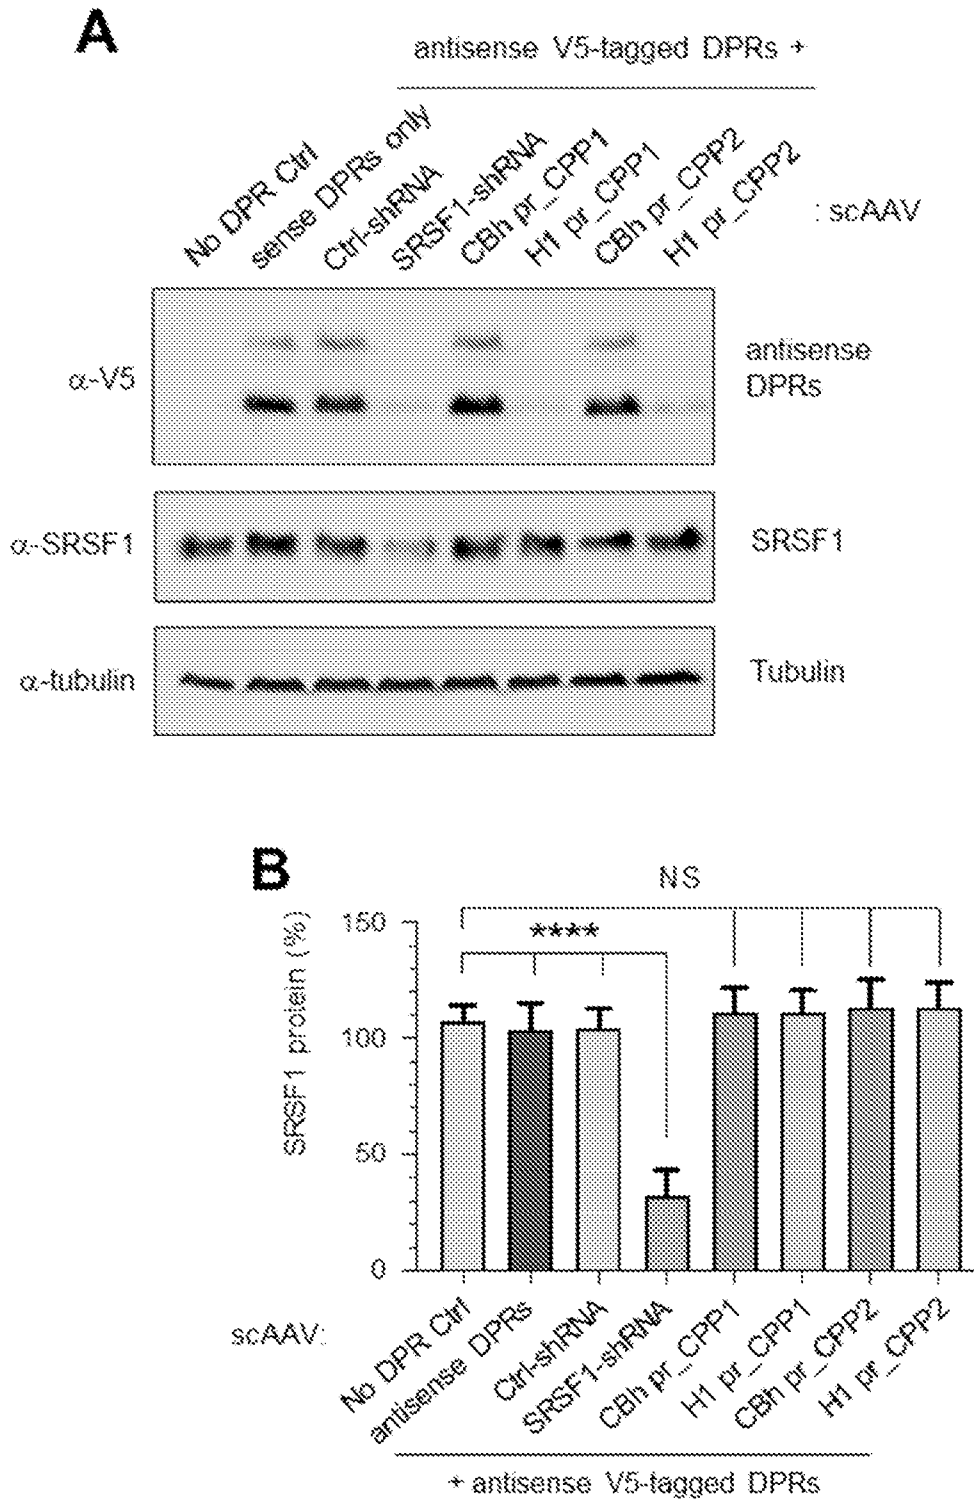 A
antisense V5-tagged DPRs +
No DPR Ctrl
sense DPRs only
Ctrl-shRNA
SRSF1-shRNA
CBh pr_CPP1
H1 pr_CPP1
CBh pr_CPP2
H1 pr_CPP2
: scAAV
α-V5
antisense
DPRs
α-SRSF1
SRSF1
α-tubulin
Tubulin
B
NS
****
SRSF1 protein (%)
150
100
50
0
scAAV:
No DPR Ctrl
antisense DPRs
Ctrl-shRNA
SRSF1-shRNA
CBh pr_CPP1
H1 pr_CPP1
CBh pr_CPP2
H1 pr_CPP2
+ antisense V5-tagged DPRs